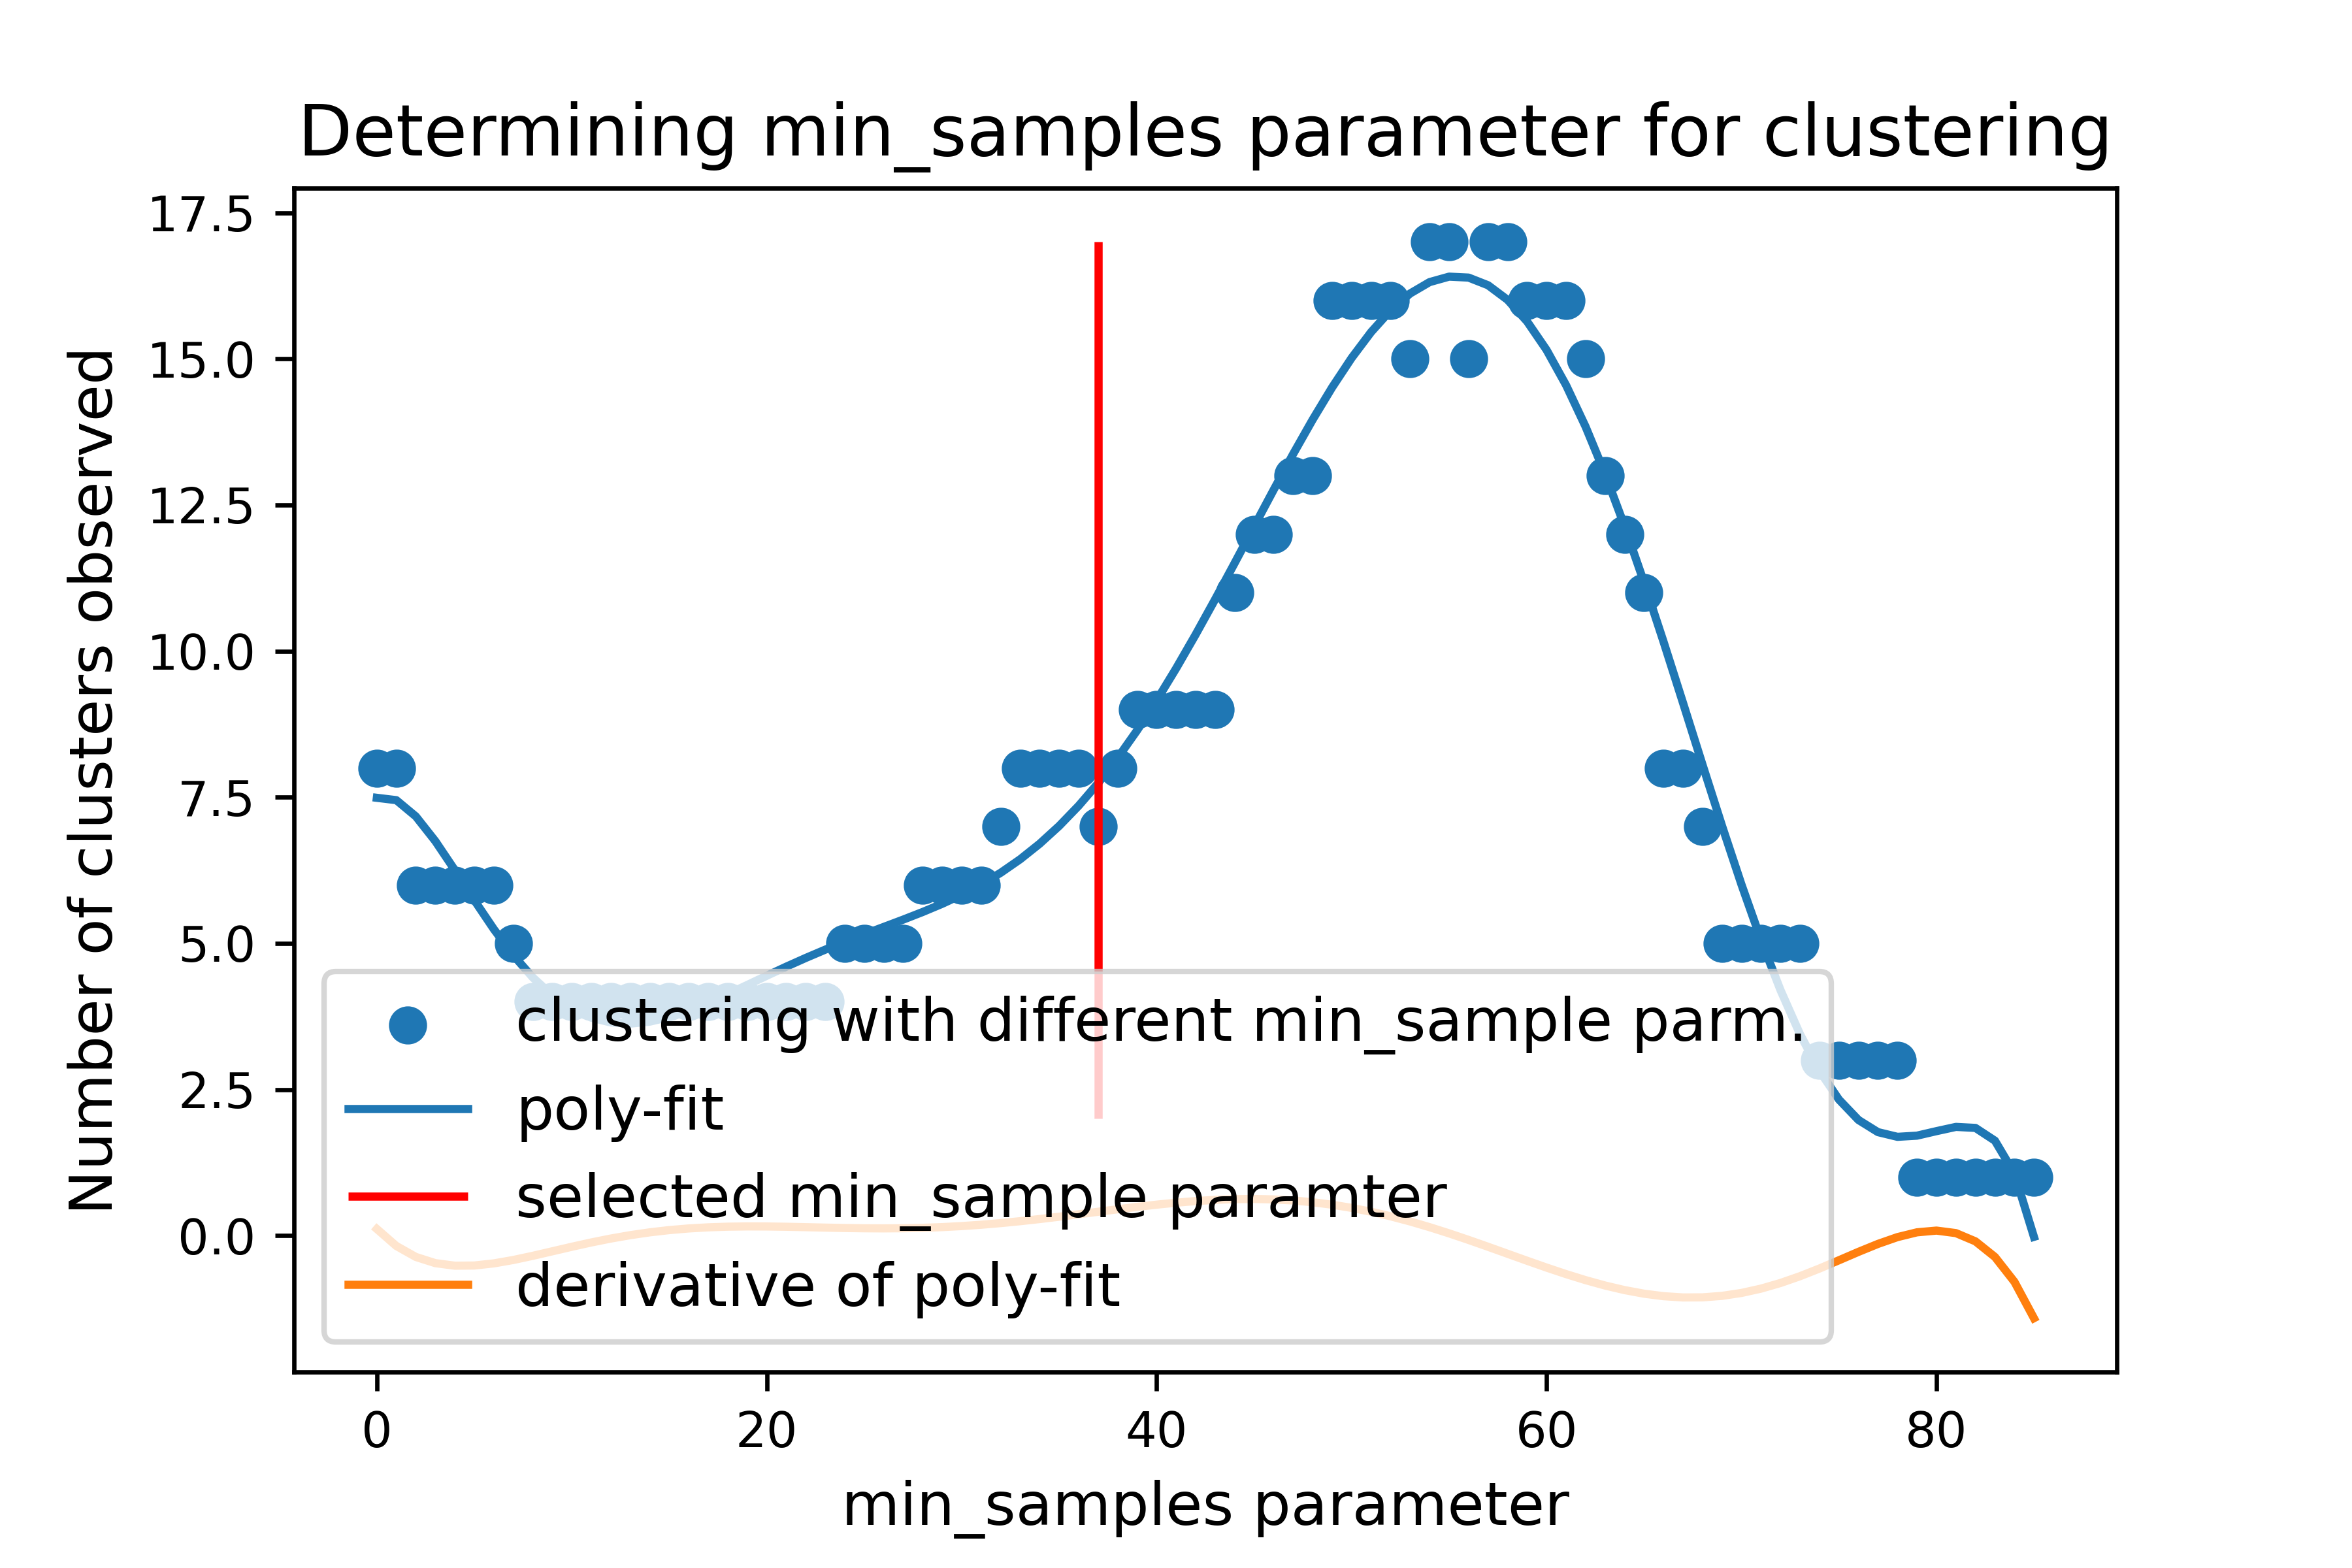 Determining min_samples parameter for clustering
Number of clusters observed
17.5
15.0
12.5
10.0
7.5
5.0
2.5
0.0
clustering with different min_sample parm.
poly-fit
selected min_sample paramter
derivative of poly-fit
0 20 40 60 80
min_samples parameter